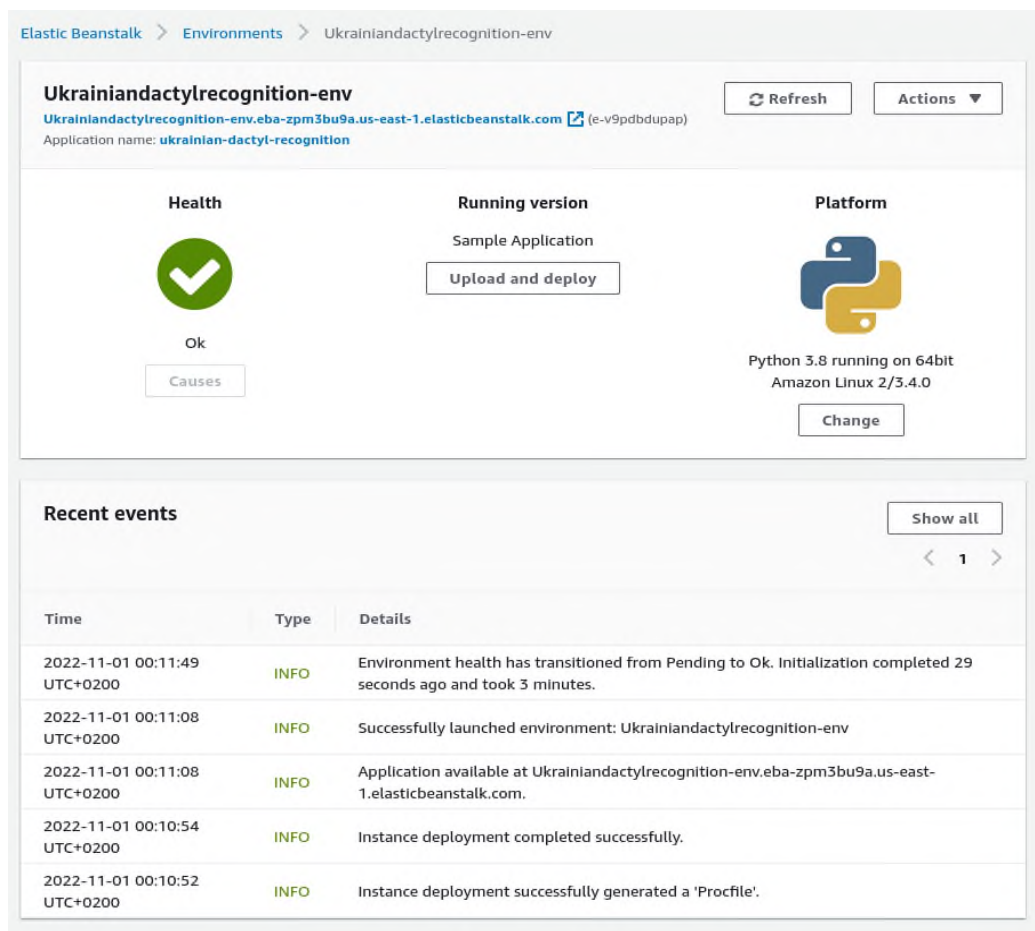 Elastic Beanstalk > Environments > Ukrainiandactylrecognition-env
Ukrainiandactylrecognition-env
Refresh
Actions ▼
Ukrainiandactylrecognition-env.eba-zpm3bu9a.us-east-1.elasticbeanstalk.com (e-v9pdbdupap)
Application name: ukrainian-dactyl-recognition
Health
Running version
Platform
Sample Application
Upload and deploy
Ok
Causes
Python 3.8 running on 64bit
Amazon Linux 2/3.4.0
Change
Recent events
Show all
< 1 >
Time Type Details
2022-11-01 00:11:49
UTC+0200
INFO
Environment health has transitioned from Pending to Ok. Initialization completed 29
seconds ago and took 3 minutes.
2022-11-01 00:11:08
UTC+0200
INFO
Successfully launched environment: Ukrainiandactylrecognition-env
2022-11-01 00:11:08
UTC+0200
INFO
Application available at Ukrainiandactylrecognition-env.eba-zpm3bu9a.us-east-
1.elasticbeanstalk.com.
2022-11-01 00:10:54
UTC+0200
INFO
Instance deployment completed successfully.
2022-11-01 00:10:52
UTC+0200
INFO
Instance deployment successfully generated a 'Procfile'.